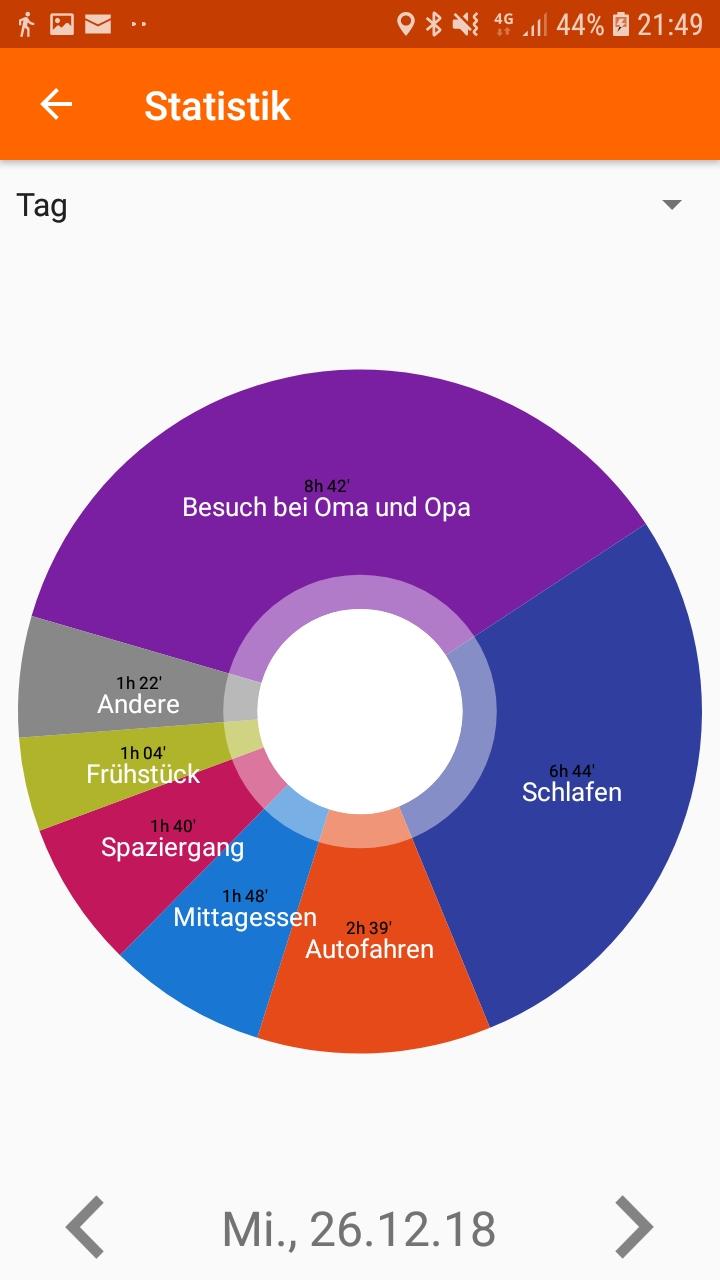 4G 44% 21:49
Statistik
Tag
8h 42'
Besuch bei Oma und Opa
1h 22'
Andere
1h 04'
Frühstück
6h 44'
Schlafen
1h 40'
Spaziergang
1h 48'
Mittagessen
2h 39'
Autofahren
Mi., 26.12.18